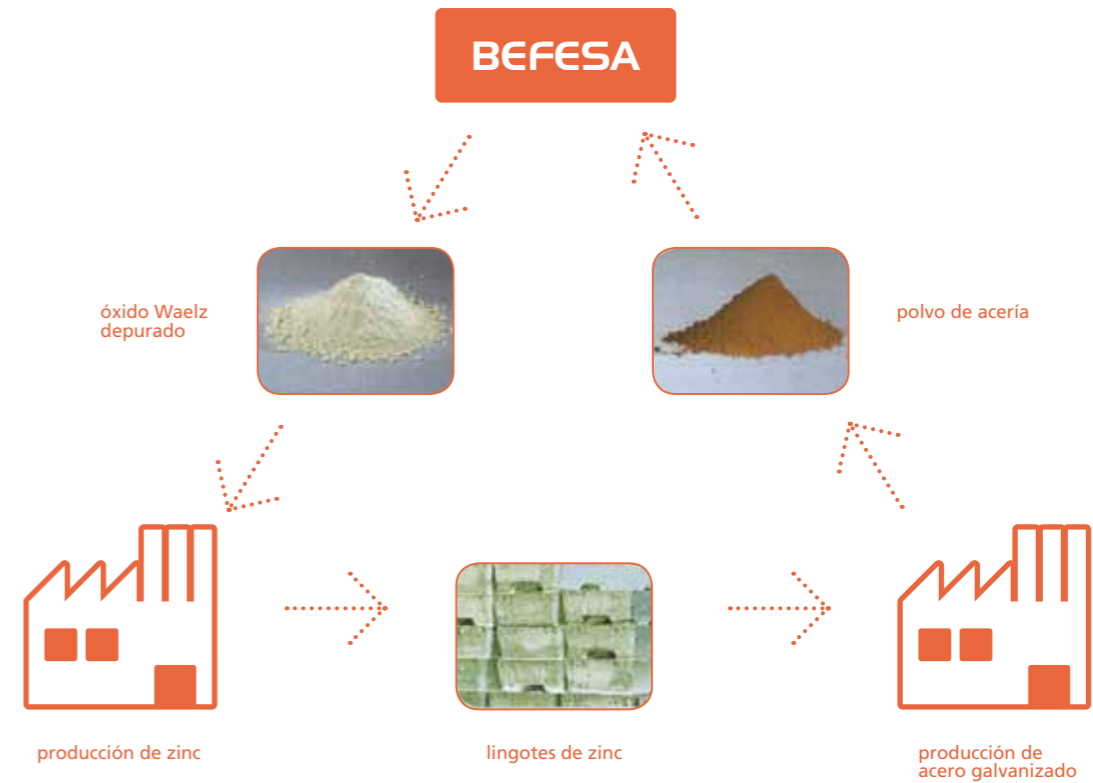 BEFESA
óxido Waelz
depurado
polvo de acería
producción de zinc
lingotes de zinc
producción de
acero galvanizado